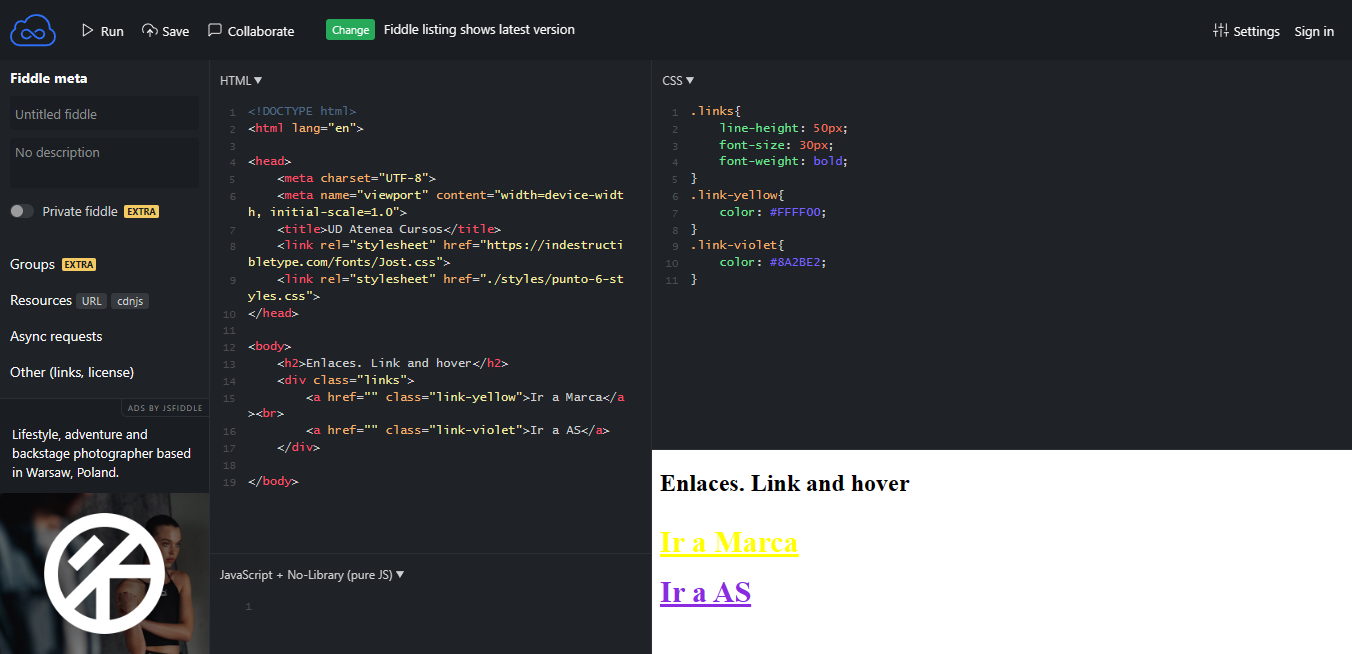 Run Save Collaborate Change Fiddle listing shows latest version Settings Sign in
Fiddle meta
Untitled fiddle
No description
Private fiddle EXTRA
Groups EXTRA
Resources URL cdnjs
Async requests
Other (links, license)
ADS BY JSFIDDLE
Lifestyle, adventure and
backstage photographer based
in Warsaw, Poland.
HTML
1 <!DOCTYPE html>
2 <html lang="en">
3
4 <head>
5 <meta charset="UTF-8">
6 <meta name="viewport" content="width=device-widt
h, initial-scale=1.0">
7 <title>UD Atenea Cursos</title>
8 <link rel="stylesheet" href="https://indestructi
bletype.com/fonts/Jost.css">
9 <link rel="stylesheet" href="./styles/punto-6-st
yles.css">
10 </head>
11
12 <body>
13 <h2>Enlaces. Link and hover</h2>
14 <div class="links">
15 <a href="" class="link-yellow">Ir a Marca</a
><br>
16 <a href="" class="link-violet">Ir a AS</a>
17 </div>
18
19 </body>
JavaScript + No-Library (pure JS)
1
CSS
1 .links{
2 line-height: 50px;
3 font-size: 30px;
4 font-weight: bold;
5 }
6 .link-yellow{
7 color: #FFFF00;
8 }
9 .link-violet{
10 color: #8A2BE2;
11 }
Enlaces. Link and hover
Ir a Marca
Ir a AS